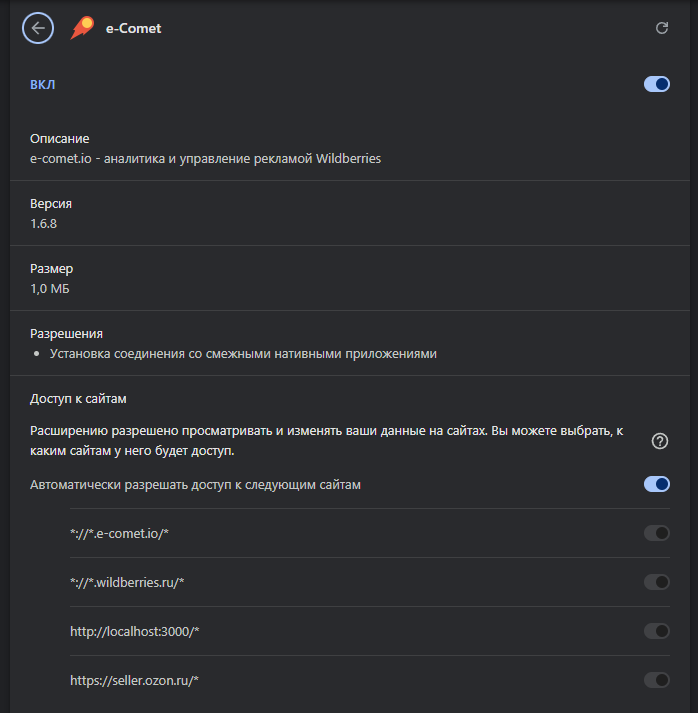 e-Comet
ВКЛ
Описание
e-comet.io - аналитика и управление рекламой Wildberries
Версия
1.6.8
Размер
1,0 МБ
Разрешения
Установка соединения со смежными нативными приложениями
Доступ к сайтам
Расширению разрешено просматривать и изменять ваши данные на сайтах. Вы можете выбрать, к
каким сайтам у него будет доступ.
Автоматически разрешать доступ к следующим сайтам
*://*.e-comet.io/*
*://*.wildberries.ru/*
http://localhost:3000/*
https://seller.ozon.ru/*